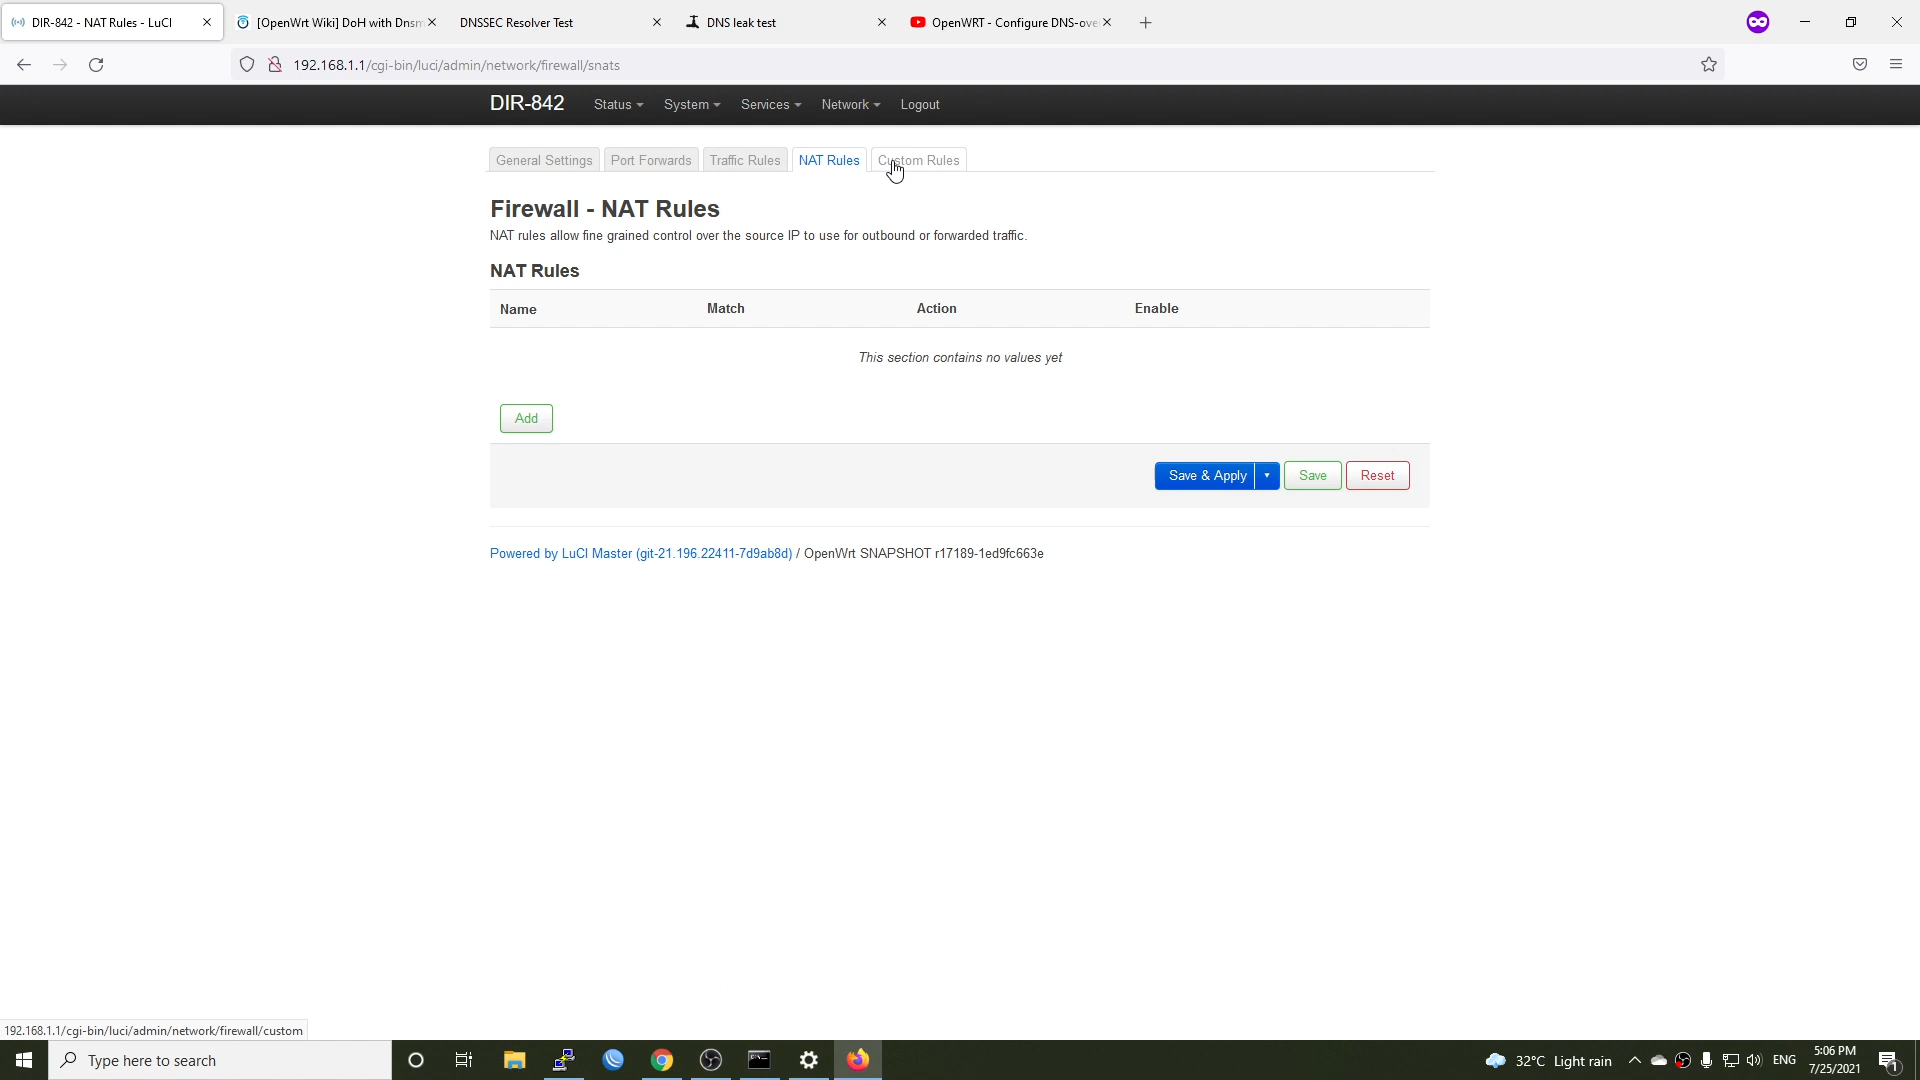 DIR-842 - NAT Rules - LuCI
[OpenWrt Wiki] DoH with Dnsm
DNSSEC Resolver Test
DNS leak test
OpenWRT - Configure DNS-ove
192.168.1.1/cgi-bin/luci/admin/network/firewall/snats
DIR-842 Status System Services Network Logout
General Settings Port Forwards Traffic Rules NAT Rules Custom Rules
Firewall - NAT Rules
NAT rules allow fine grained control over the source IP to use for outbound or forwarded traffic.
NAT Rules
Name Match Action Enable
This section contains no values yet
Add
Save & Apply Save Reset
Powered by LuCI Master (git-21.196.22411-7d9ab8d) / OpenWrt SNAPSHOT r17189-1ed9fc663e
192.168.1.1/cgi-bin/luci/admin/network/firewall/custom
Type here to search
32°C Light rain
ENG
5:06 PM
7/25/2021
1